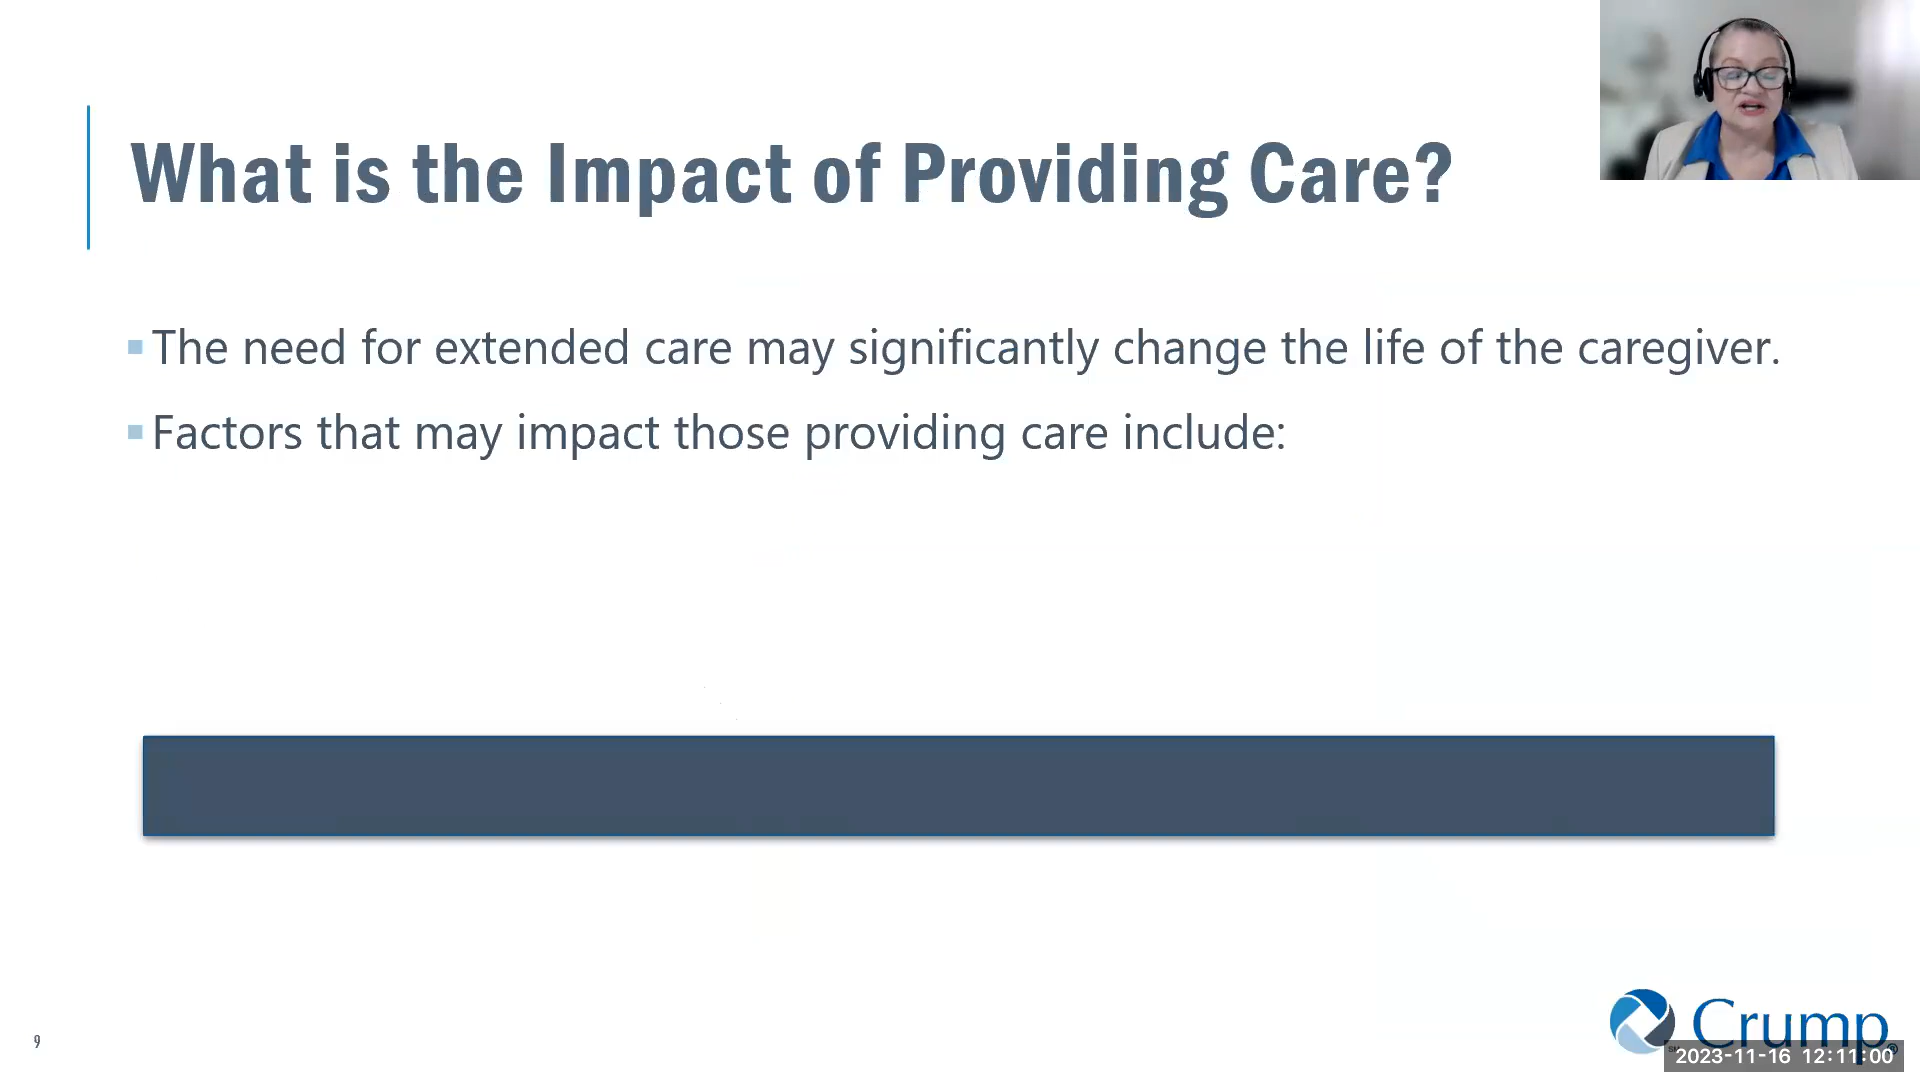 What is the Impact of Providing Care?
The need for extended care may significantly change the life of the caregiver.
Factors that may impact those providing care include:
9
Crump®
SM
2023-11-16 12:11:00